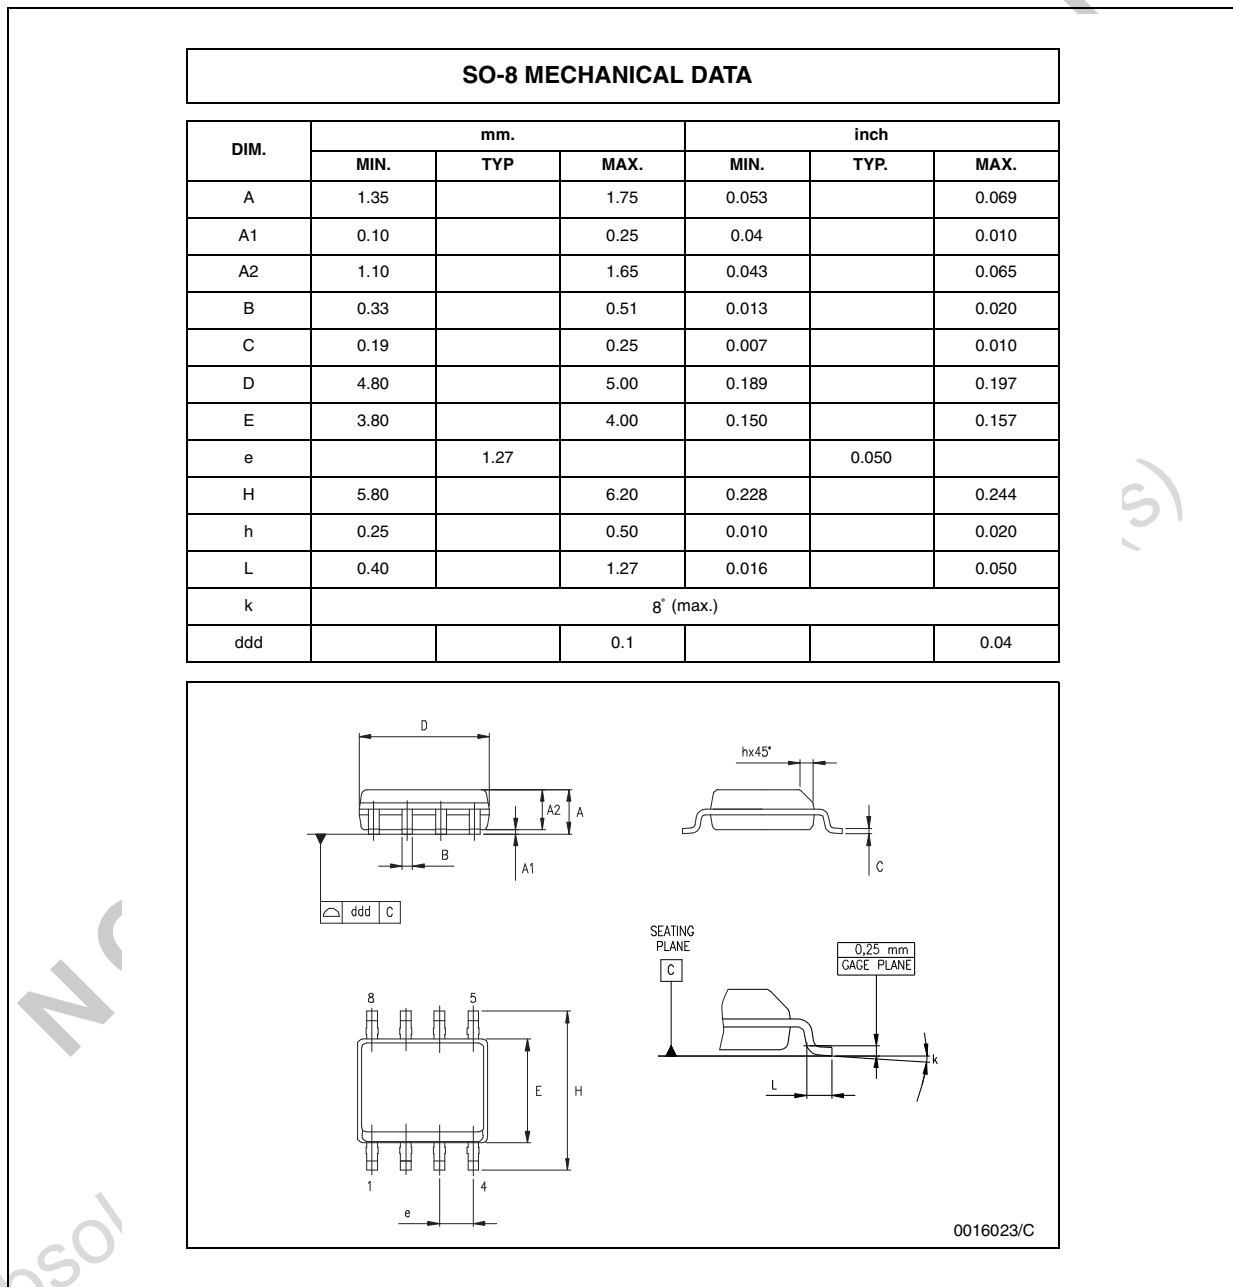 SO-8 MECHANICAL DATA
DIM. mm. inch
MIN. TYP MAX. MIN. TYP. MAX.
A 1.35 1.75 0.053 0.069
A1 0.10 0.25 0.04 0.010
A2 1.10 1.65 0.043 0.065
B 0.33 0.51 0.013 0.020
C 0.19 0.25 0.007 0.010
D 4.80 5.00 0.189 0.197
E 3.80 4.00 0.150 0.157
e 1.27 0.050
H 5.80 6.20 0.228 0.244
h 0.25 0.50 0.010 0.020
L 0.40 1.27 0.016 0.050
k 8° (max.)
ddd 0.1 0.04
D
hx45°
A2 A
B
A1
C
ddd C
SEATING
PLANE
C
0,25 mm
GAGE PLANE
8 5
k
L
E H
1 4
e
0016023/C